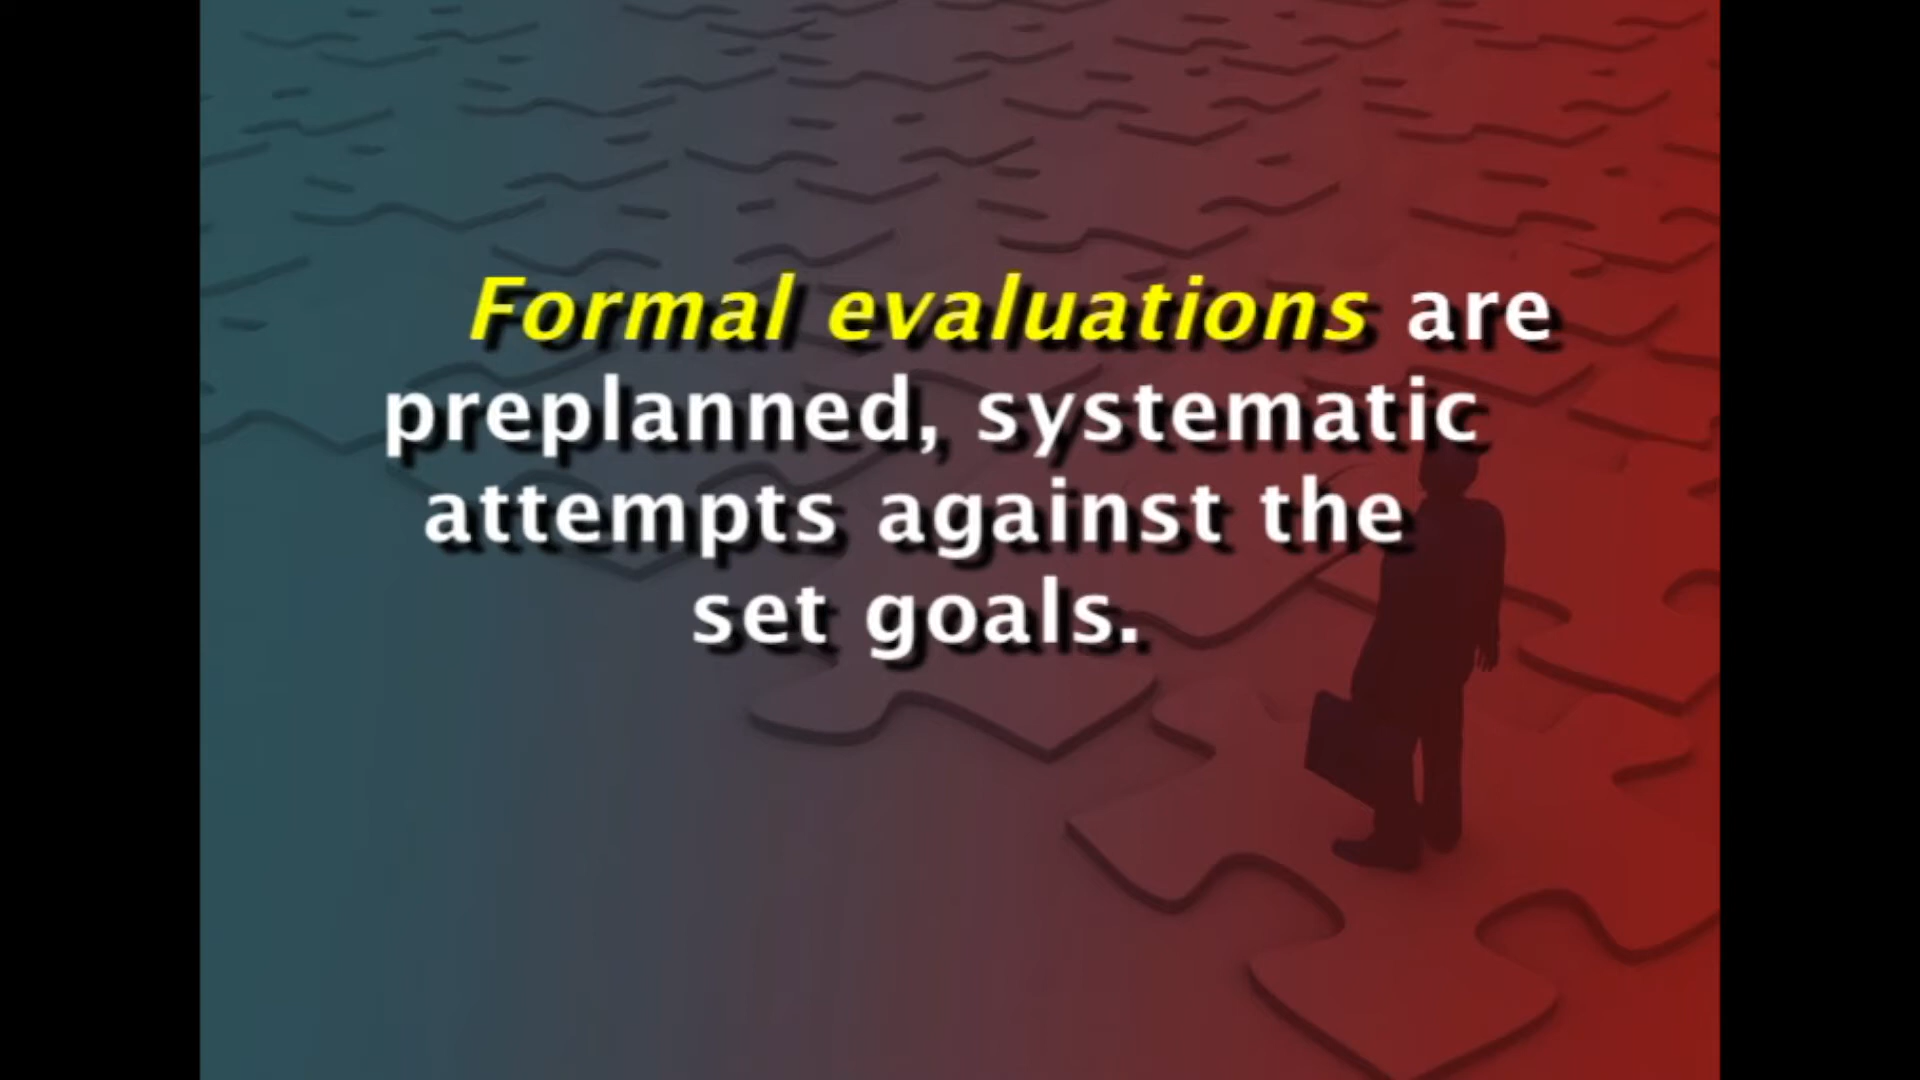 Formal evaluations are
preplanned, systematic
attempts against the
set goals.